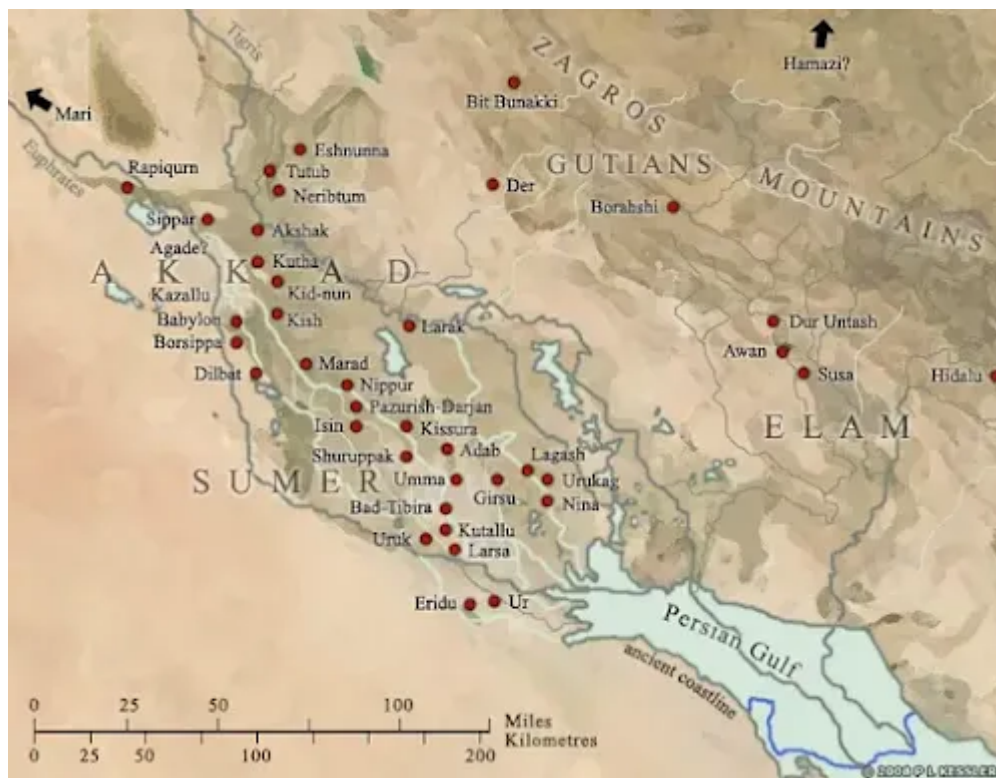 Tigris
ZAGROS
Hamazi?
Mari
Bit Bunakki
Euphrates
Eshnunna
GUTIANS
MOUNTAINS
Rapiqurn
Tutub
Der
Neribtum
Borahshi
Sippar
Akshak
Agade?
Kutha
AKKAD
Kazallu
Kid-nun
Babylon
Kish
Larak
Dur Untash
Borsippa
Awan
Marad
Dilbat
Nippur
Susa
Hidalu
Pazurish-Darjan
Isin
Kissura
ELAM
Adab
Shuruppak
Lagash
SUMER
Umma
Urukag
Girsu
Bad-Tibira
Nina
Kutallu
Uruk
Larsa
Eridu
Ur
Persian Gulf
ancient coastline
0 25 50 100
Miles
Kilometres
0 25 50 100 200
© 2008 P L KESSLER